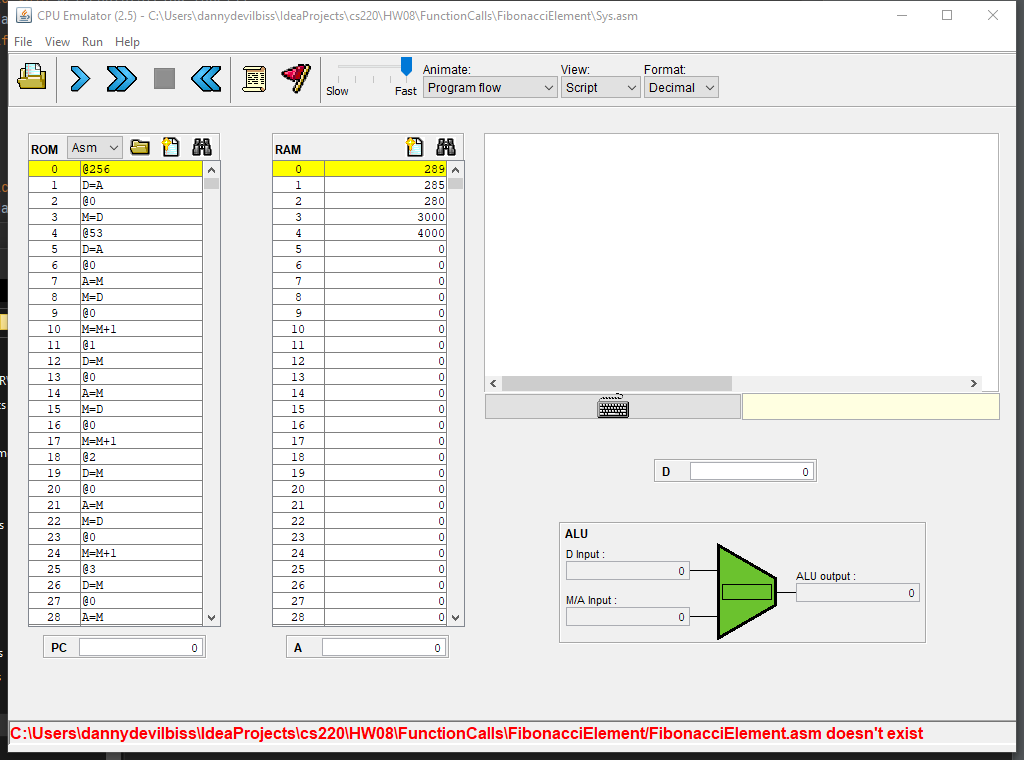 CPU Emulator (2.5) - C:\Users\dannydevilbiss\IdeaProjects\cs220\HW08\FunctionCalls\FibonacciElement\Sys.asm
File View Run Help
Animate: View: Format:
Slow Fast Program flow Script Decimal
ROM Asm
0 @256
1 D=A
2 @0
3 M=D
4 @53
5 D=A
6 @0
7 A=M
8 M=D
9 @0
10 M=M+1
11 @1
12 D=M
13 @0
14 A=M
15 M=D
16 @0
17 M=M+1
18 @2
19 D=M
20 @0
21 A=M
22 M=D
23 @0
24 M=M+1
25 @3
26 D=M
27 @0
28 A=M
PC 0
RAM
0 289
1 285
2 280
3 3000
4 4000
5 0
6 0
7 0
8 0
9 0
10 0
11 0
12 0
13 0
14 0
15 0
16 0
17 0
18 0
19 0
20 0
21 0
22 0
23 0
24 0
25 0
26 0
27 0
28 0
A 0
D 0
ALU
D Input :
0
M/A Input :
0
ALU output :
0
C:\Users\dannydevilbiss\IdeaProjects\cs220\HW08\FunctionCalls\FibonacciElement/FibonacciElement.asm doesn't exist